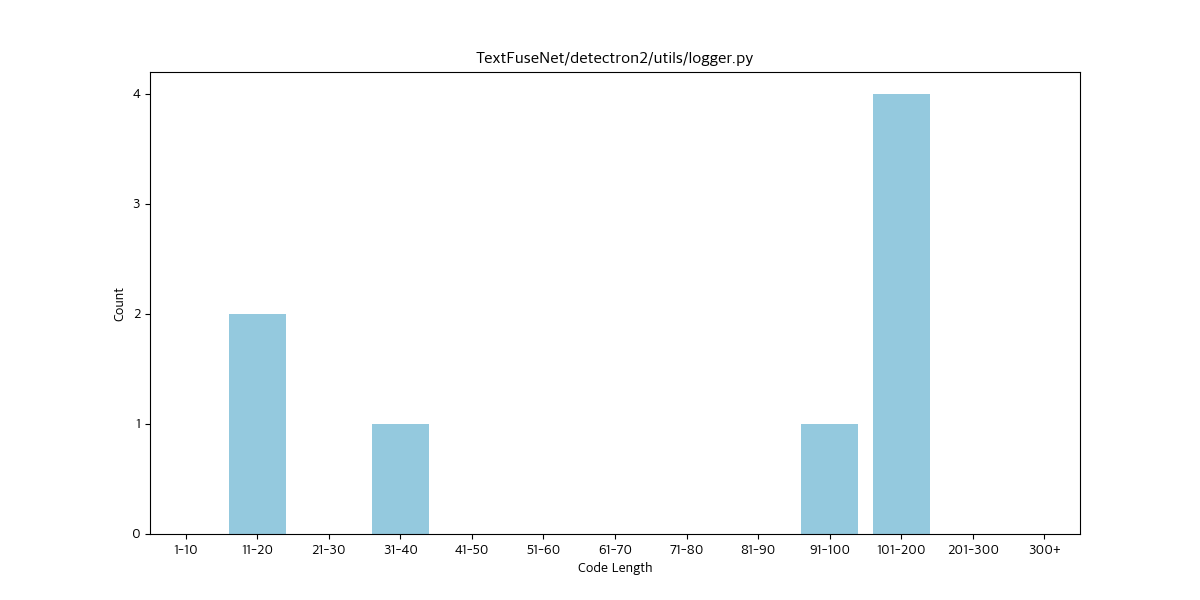 TextFuseNet/detectron2/utils/logger.py
4
3
2
1
0
Count
1-10 11-20 21-30 31-40 41-50 51-60 61-70 71-80 81-90 91-100 101-200 201-300 300+
Code Length